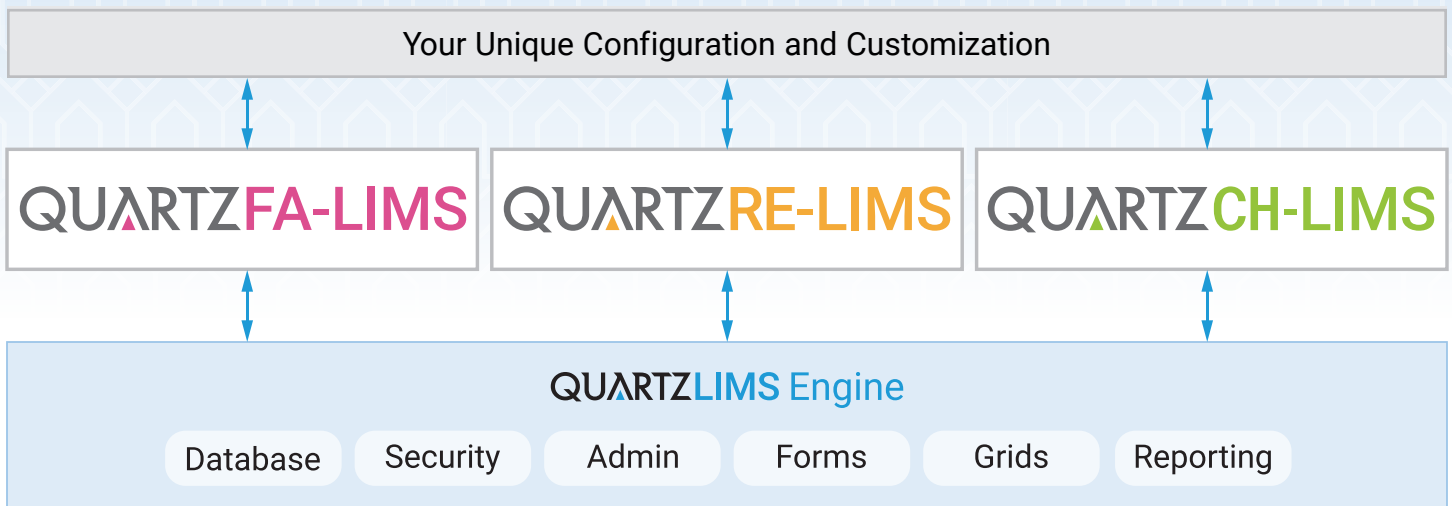 Your Unique Configuration and Customization
QUARTZFA-LIMS QUARTZRE-LIMS QUARTZCH-LIMS
QUARTZLIMS Engine
Database Security Admin Forms Grids Reporting